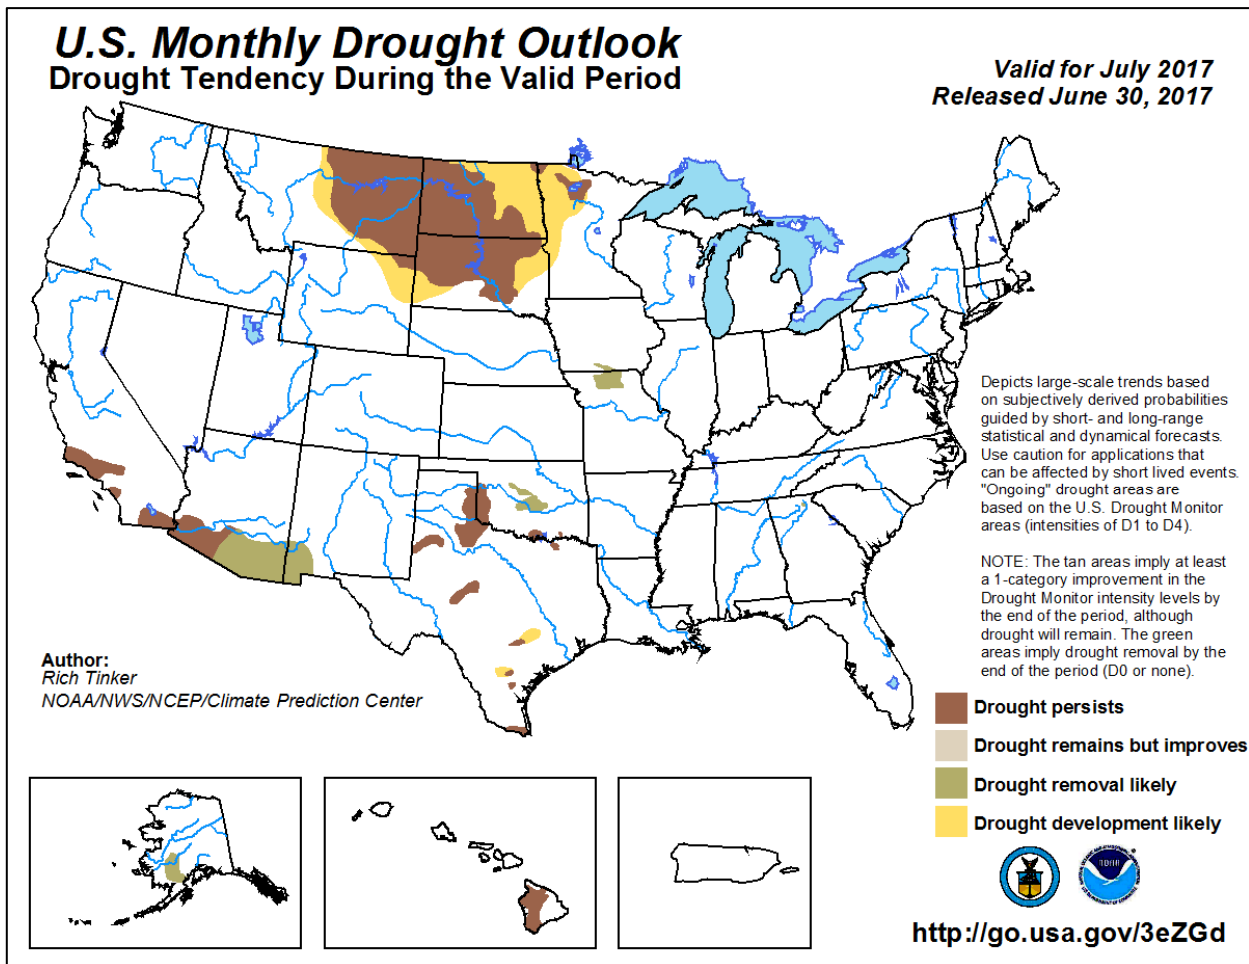 U.S. Monthly Drought Outlook
Drought Tendency During the Valid Period
Valid for July 2017
Released June 30, 2017
Depicts large-scale trends based
on subjectively derived probabilities
guided by short- and long-range
statistical and dynamical forecasts.
Use caution for applications that
can be affected by short lived events.
"Ongoing" drought areas are
based on the U.S. Drought Monitor
areas (intensities of D1 to D4).
NOTE: The tan areas imply at least
a 1-category improvement in the
Drought Monitor intensity levels by
the end of the period, although
drought will remain. The green
areas imply drought removal by the
end of the period (D0 or none).
Author:
Rich Tinker
NOAA/NWS/NCEP/Climate Prediction Center
Drought persists
Drought remains but improves
Drought removal likely
Drought development likely
NOAA
http://go.usa.gov/3eZGd